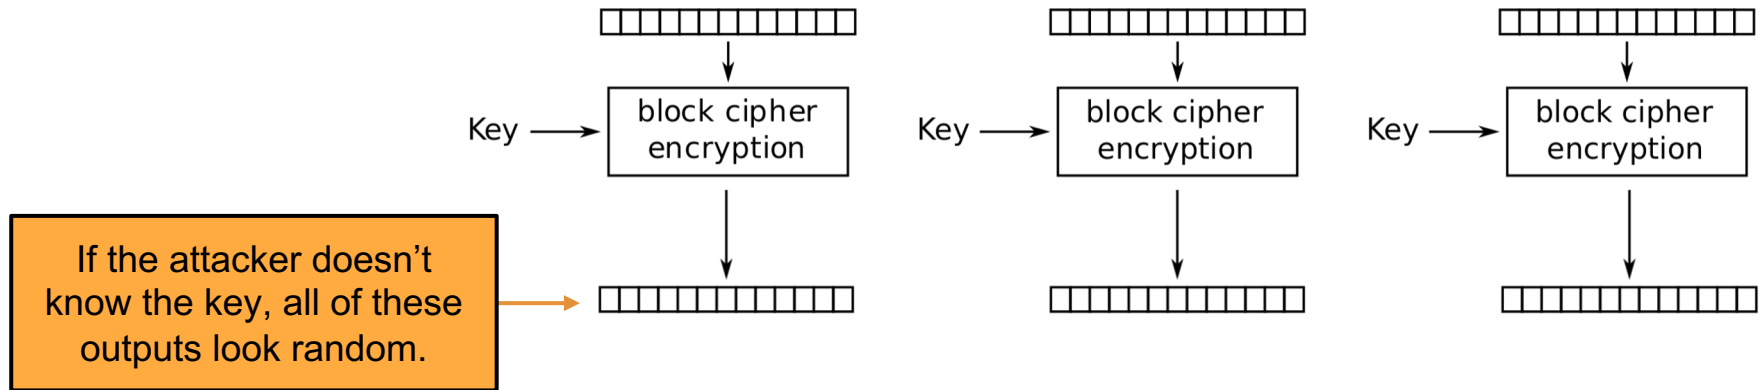 block cipher
encryption
Key
block cipher
encryption
Key
block cipher
encryption
Key
If the attacker doesn’t
know the key, all of these
outputs look random.